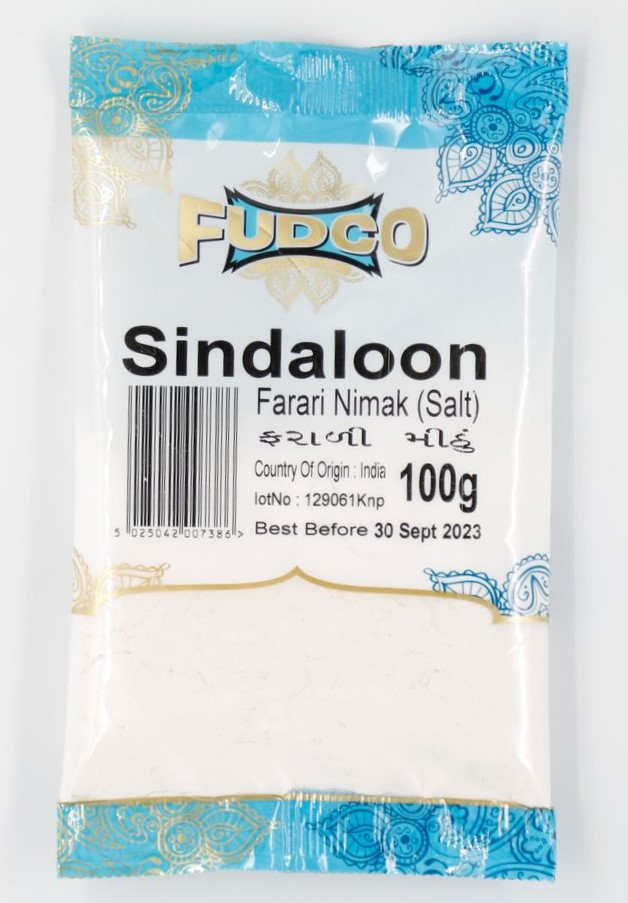 FUDCO
Sindaloon
Farari Nimak (Salt)
ફરાળી મીઠું
Country Of Origin : India
100g
lotNo : 129061Knp
Best Before 30 Sept 2023
5 025042 007386 >